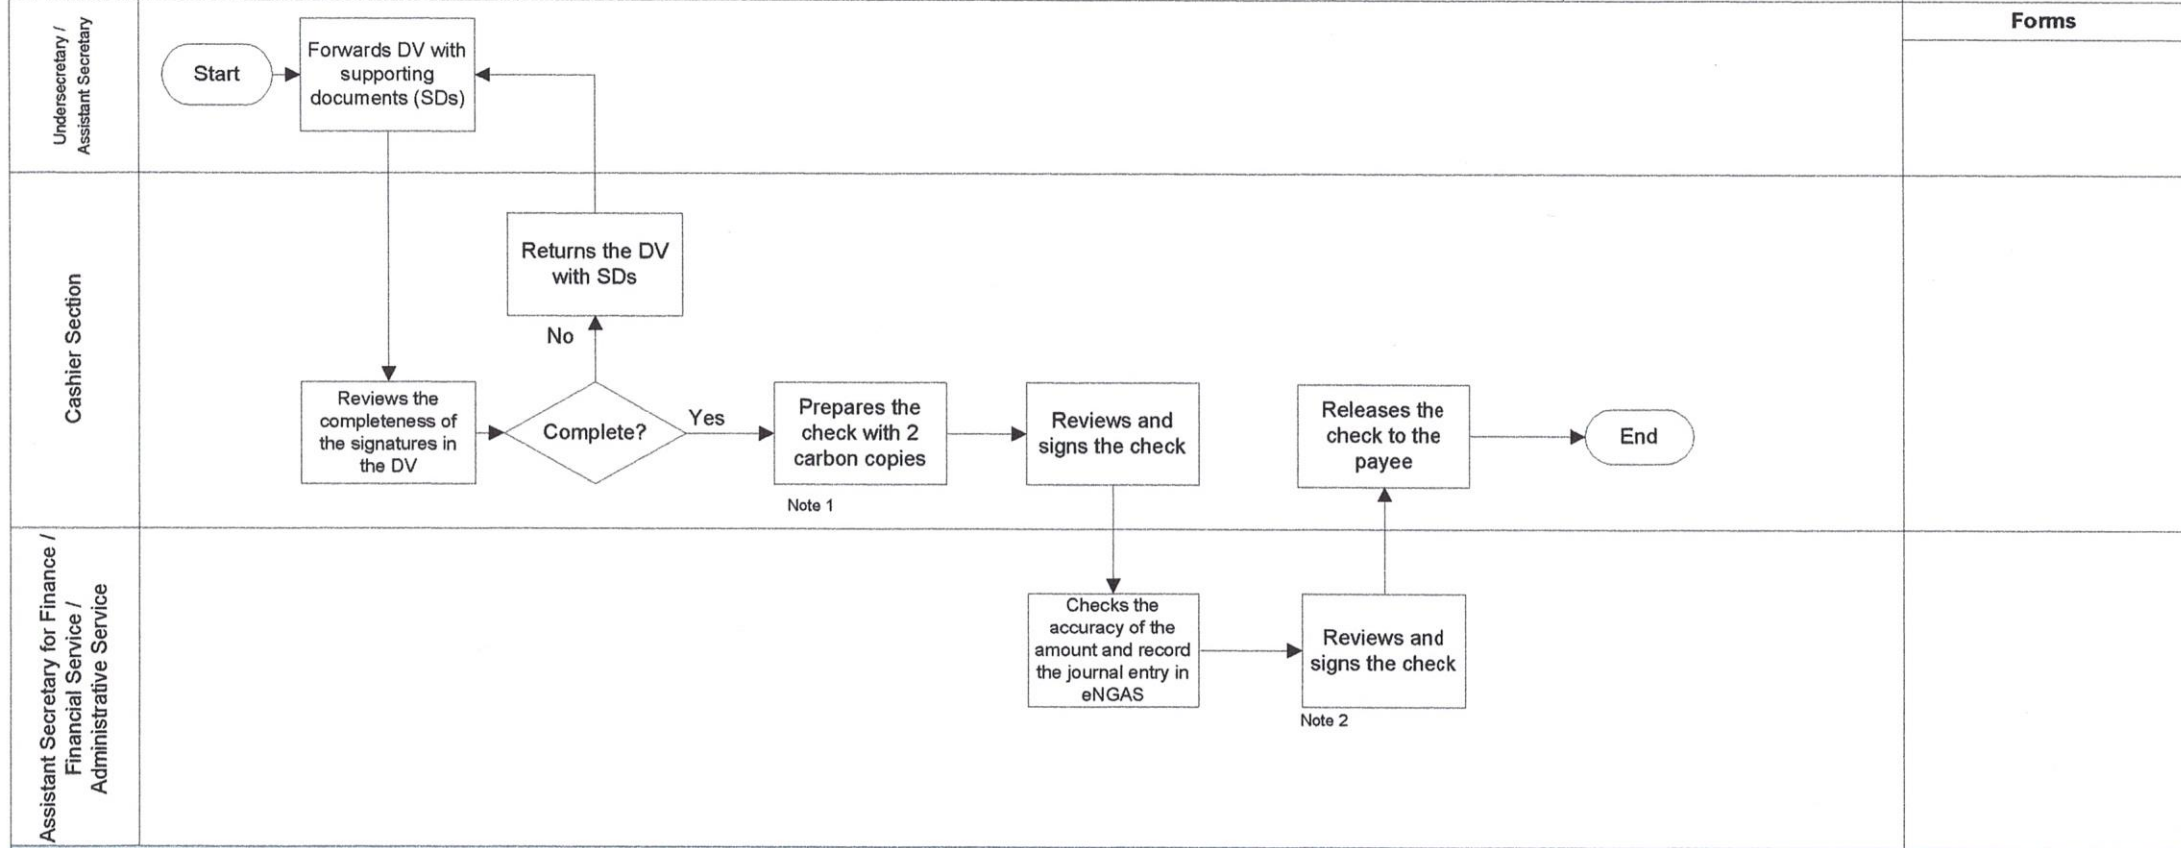 Forms
Undersecretary /
Assistant Secretary
Start
Forwards DV with
supporting
documents (SDs)
Cashier Section
Returns the DV
with SDs
No
Reviews the
completeness of
the signatures in
the DV
Complete?
Yes
Prepares the
check with 2
carbon copies
Note 1
Reviews and
signs the check
Releases the
check to the
payee
End
Assistant Secretary for Finance /
Financial Service /
Administrative Service
Checks the
accuracy of the
amount and record
the journal entry in
eNGAS
Reviews and
signs the check
Note 2